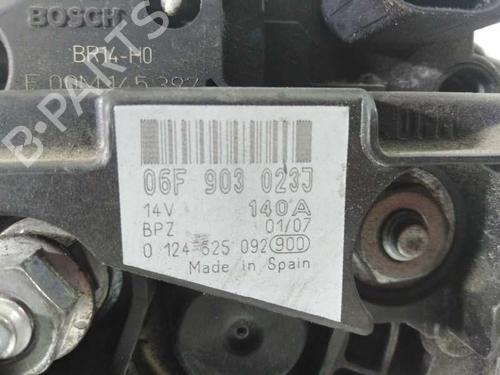 BOSCH
BR14-H0
B-PARTS
06F 903 023J
14V 140A
BPZ 01/07
0 124 525 092 900
Made in Spain